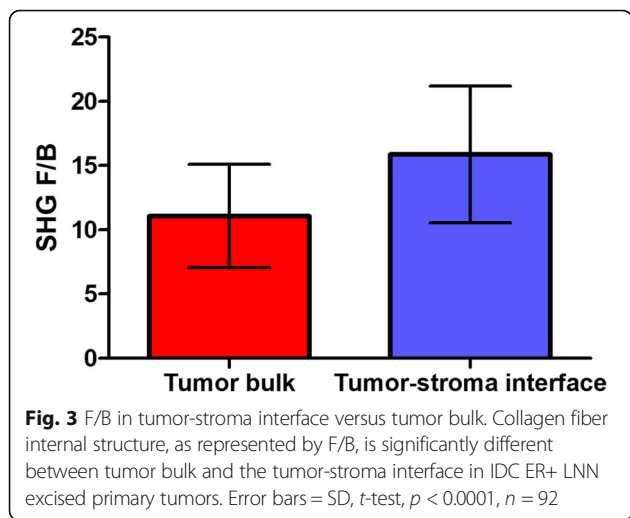 25
20
15
10
5
0
SHG F/B
Tumor bulk Tumor-stroma interface
Fig. 3 F/B in tumor-stroma interface versus tumor bulk. Collagen fiber
internal structure, as represented by F/B, is significantly different
between tumor bulk and the tumor-stroma interface in IDC ER+ LNN
excised primary tumors. Error bars = SD, t-test, p < 0.0001, n = 92